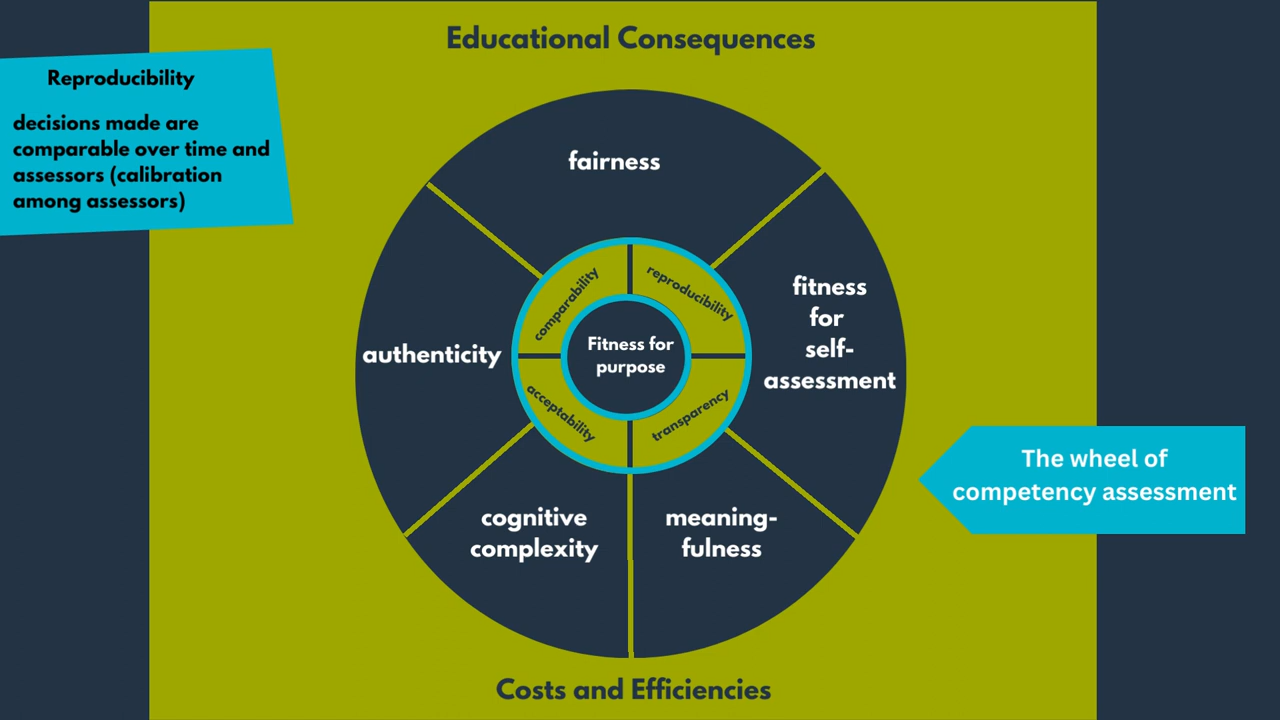 Educational Consequences
Reproducibility
decisions made are
comparable over time and
assessors (calibration
among assessors)
fairness
comparability
reproducibility
fitness
for
self-
assessment
authenticity
Fitness for
purpose
acceptability
transparency
The wheel of
competency assessment
cognitive
complexity
meaning-
fulness
Costs and Efficiencies